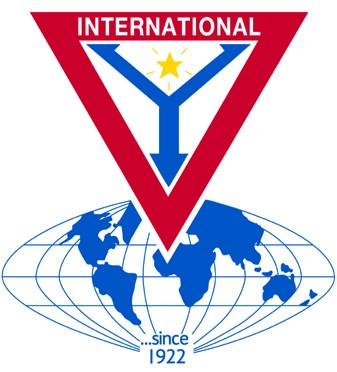 INTERNATIONAL
Y
...since
1922